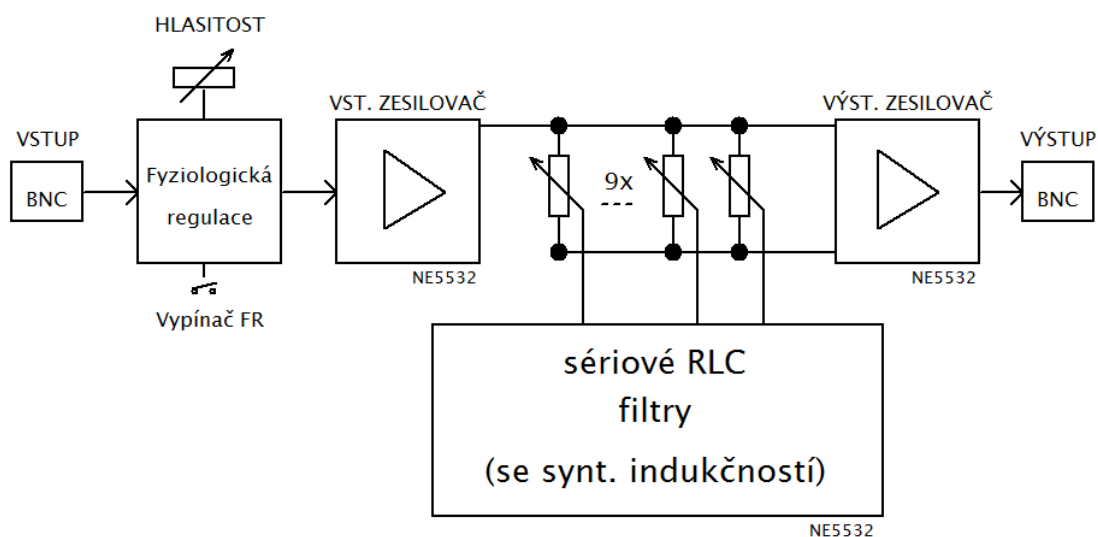 HLASITOST
VSTUP
BNC
Fyziologická
regulace
Vypínač FR
VST. ZESILOVAČ
NE5532
9x
VÝST. ZESILOVAČ
NE5532
VÝSTUP
BNC
sériové RLC
filtry
(se synt. indukčností)
NE5532